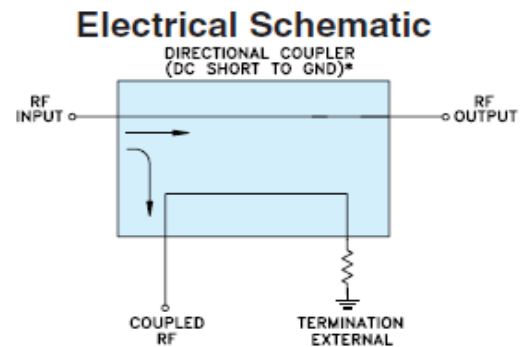 Electrical Schematic
DIRECTIONAL COUPLER
(DC SHORT TO GND)*
RF
INPUT
RF
OUTPUT
COUPLED
RF
TERMINATION
EXTERNAL